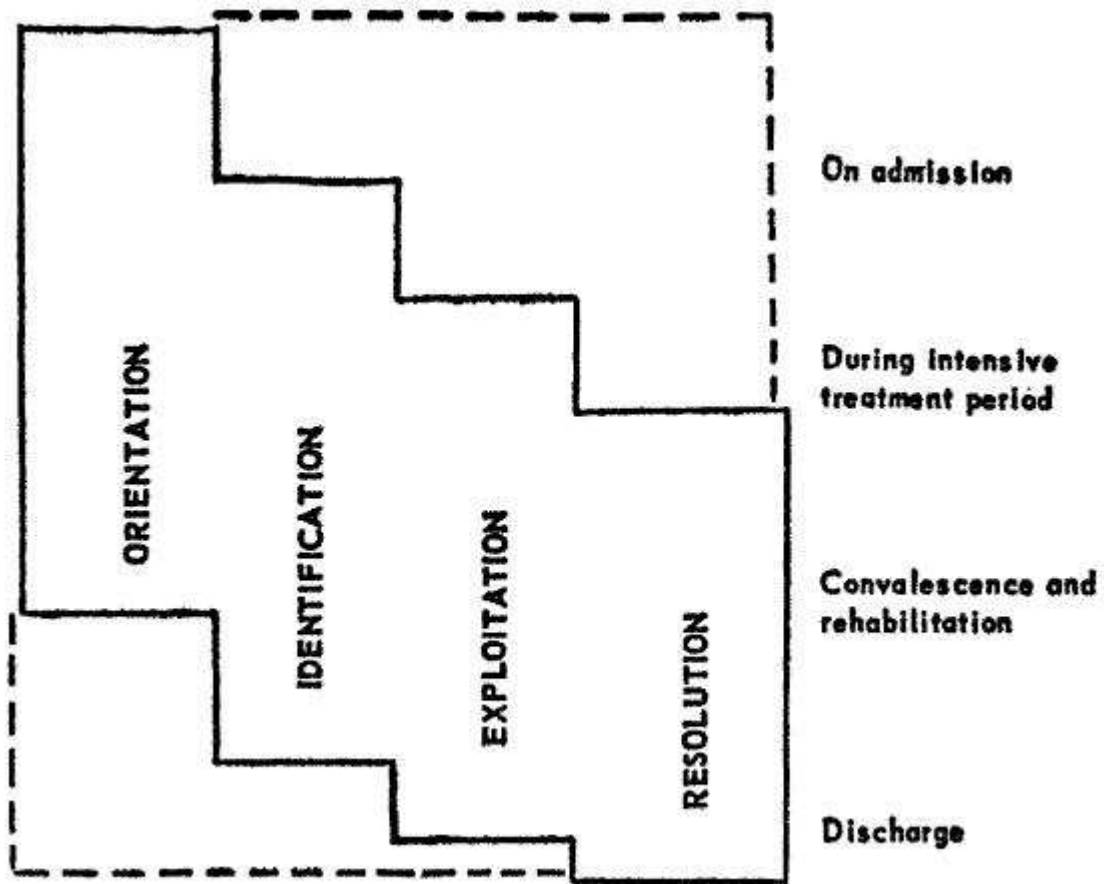 ORIENTATION
IDENTIFICATION
EXPLOITATION
RESOLUTION
On admission
During intensive
treatment period
Convalescence and
rehabilitation
Discharge